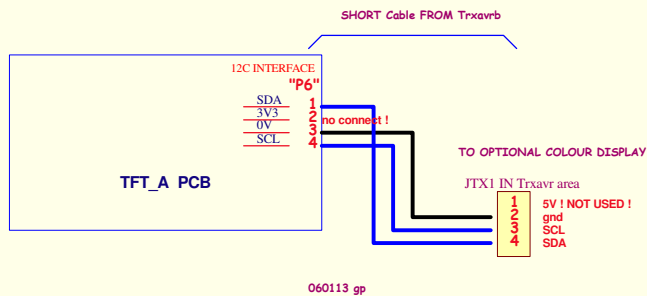 SHORT Cable FROM Trxavrb
12C INTERFACE
"P6"
SDA 1
3V3 2 no connect !
0V 3
SCL 4
TFT_A PCB
TO OPTIONAL COLOUR DISPLAY
JTX1 IN Trxavr area
1 5V ! NOT USED !
2 gnd
3 SCL
4 SDA
060113 gp